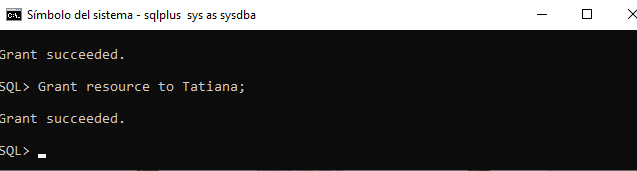 Símbolo del sistema - sqlplus sys as sysdba
Grant succeeded.
SQL> Grant resource to Tatiana;
Grant succeeded.
SQL>